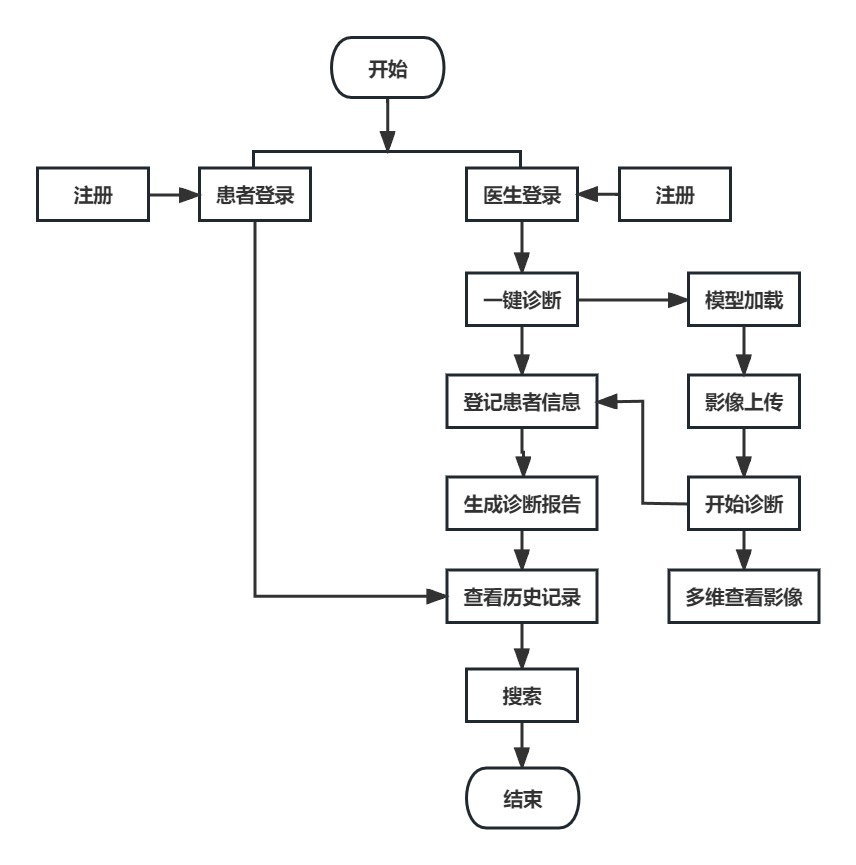 开始
注册
患者登录
医生登录
注册
一键诊断
模型加载
登记患者信息
影像上传
生成诊断报告
开始诊断
查看历史记录
多维查看影像
搜索
结束